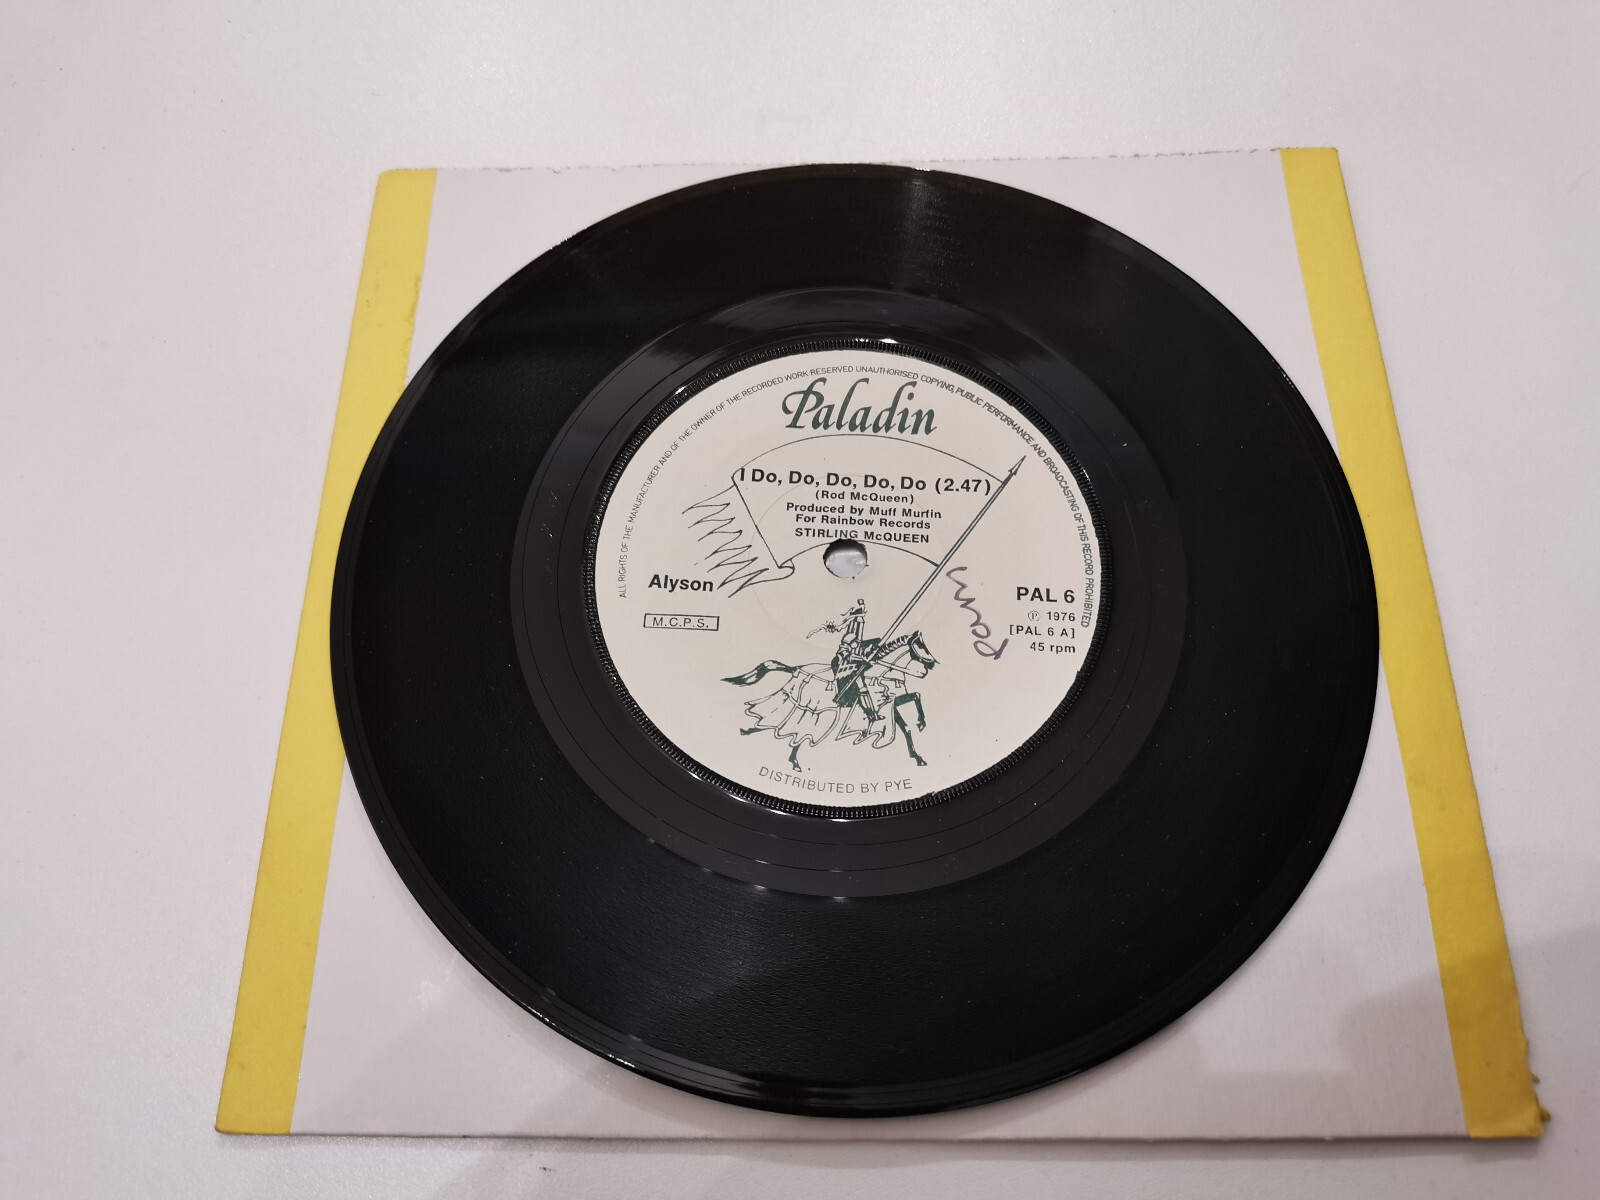 ALL RIGHTS OF THE MANUFACTURER AND OF THE OWNER OF THE RECORDED WORK RESERVED UNAUTHORISED COPYING, PUBLIC PERFORMANCE AND BROADCASTING OF THIS RECORD PROHIBITED
Paladin
I Do, Do, Do, Do, Do (2.47)
(Rod McQueen)
Produced by Muff Murfin
For Rainbow Records
STIRLING McQUEEN
Alyson
M.C.P.S.
PAL 6
℗ 1976
[PAL 6 A]
45 rpm
Pam
DISTRIBUTED BY PYE